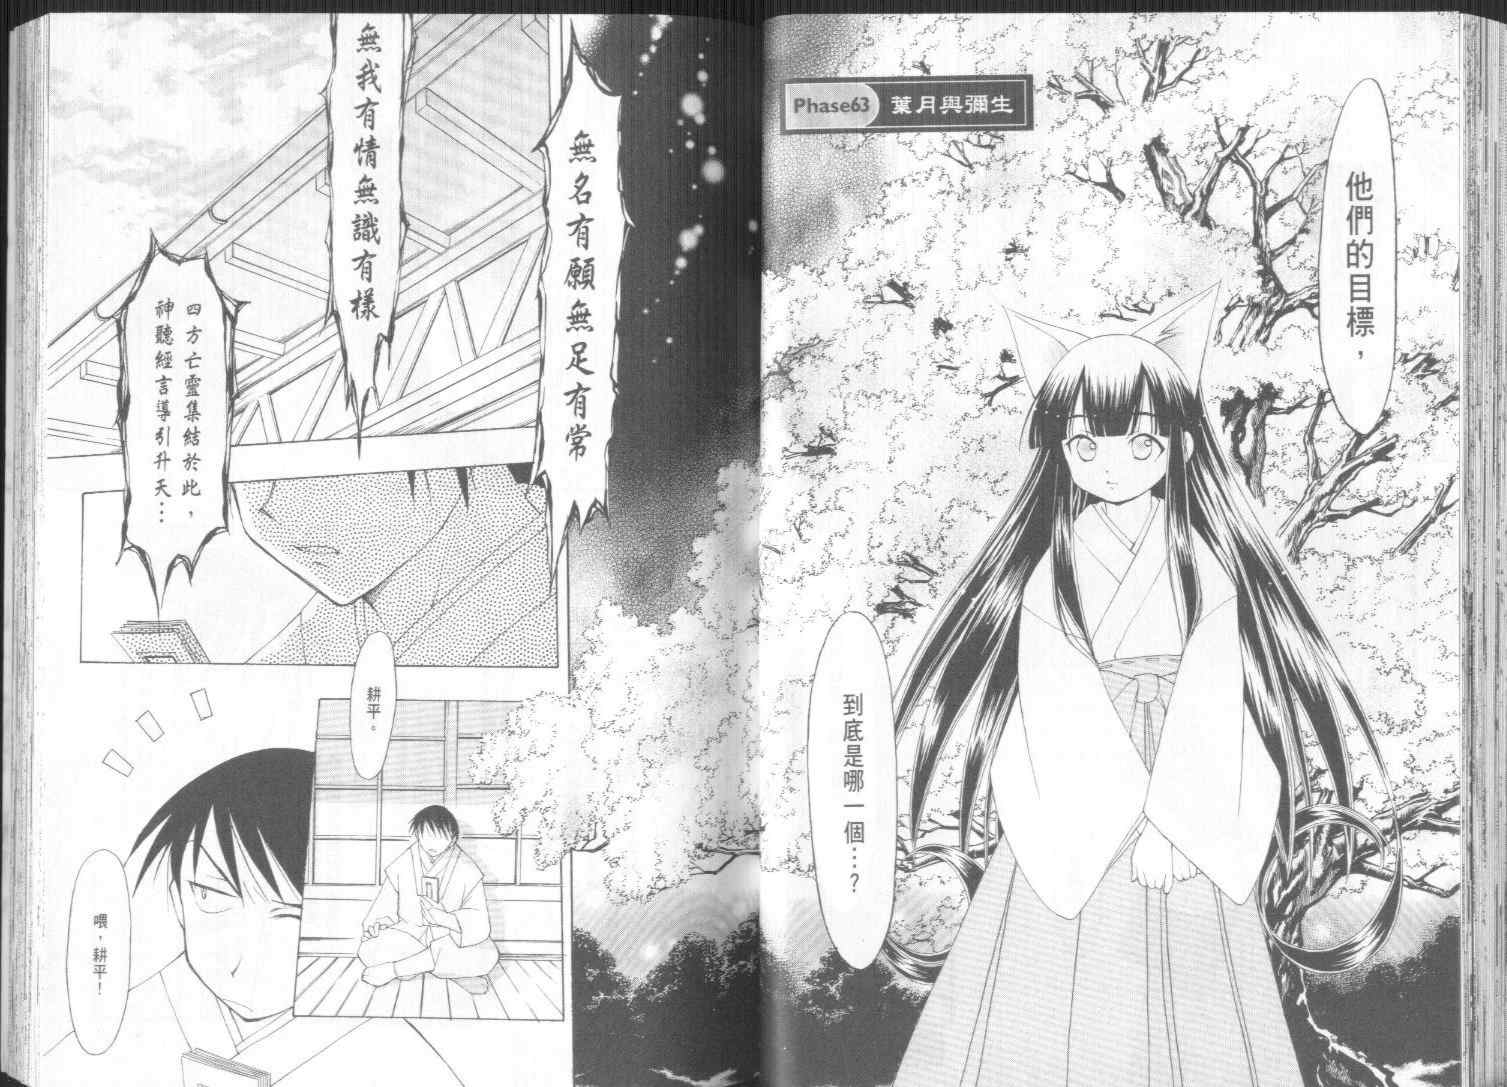 Phase63 葉月與彌生
他們的目標，
到底是哪一個…？
無名有願無足有常
無我有情無識有樣
四方亡靈集結於此，
神聽經言導引升天…
耕平。
喂，耕平！